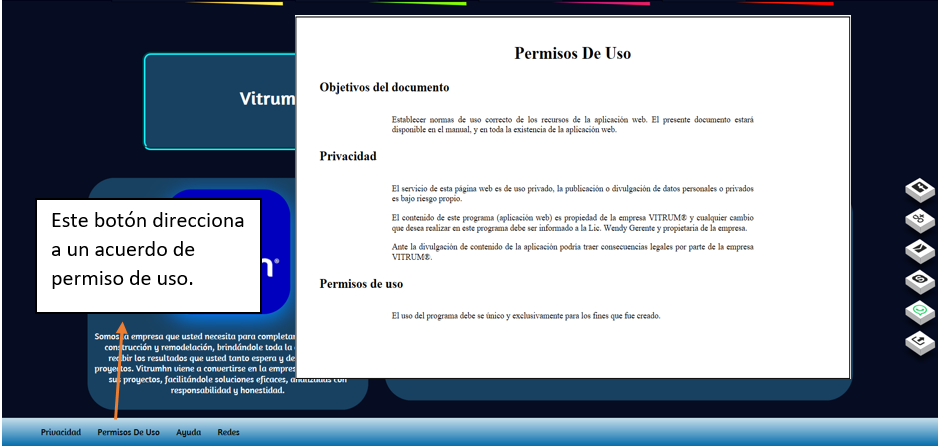 Permisos De Uso
Objetivos del documento
Establecer normas de uso correcto de los recursos de la aplicación web. El presente documento estará
disponible en el manual, y en toda la existencia de la aplicación web.
Privacidad
El servicio de esta página web es de uso privado, la publicación o divulgación de datos personales o privados
es bajo riesgo propio.
El contenido de este programa (aplicación web) es propiedad de la empresa VITRUM® y cualquier cambio
que desea realizar en este programa debe ser informado a la Lic. Wendy Gerente y propietaria de la empresa.
Ante la divulgación de contenido de la aplicación podría traer consecuencias legales por parte de la empresa
VITRUM®.
Permisos de uso
El uso del programa debe se único y exclusivamente para los fines que fue creado.
Vitrumh
Este botón direcciona
a un acuerdo de
permiso de uso.
n®
Somos la empresa que usted necesita para completar
construcción y remodelación, brindándole toda la
recibir los resultados que usted tanto espera y de
proyectos. Vitrumhn viene a convertirse en la empres
sus proyectos, facilitándole soluciones eficaces, analizadas con
responsabilidad y honestidad.
Privacidad Permisos De Uso Ayuda Redes